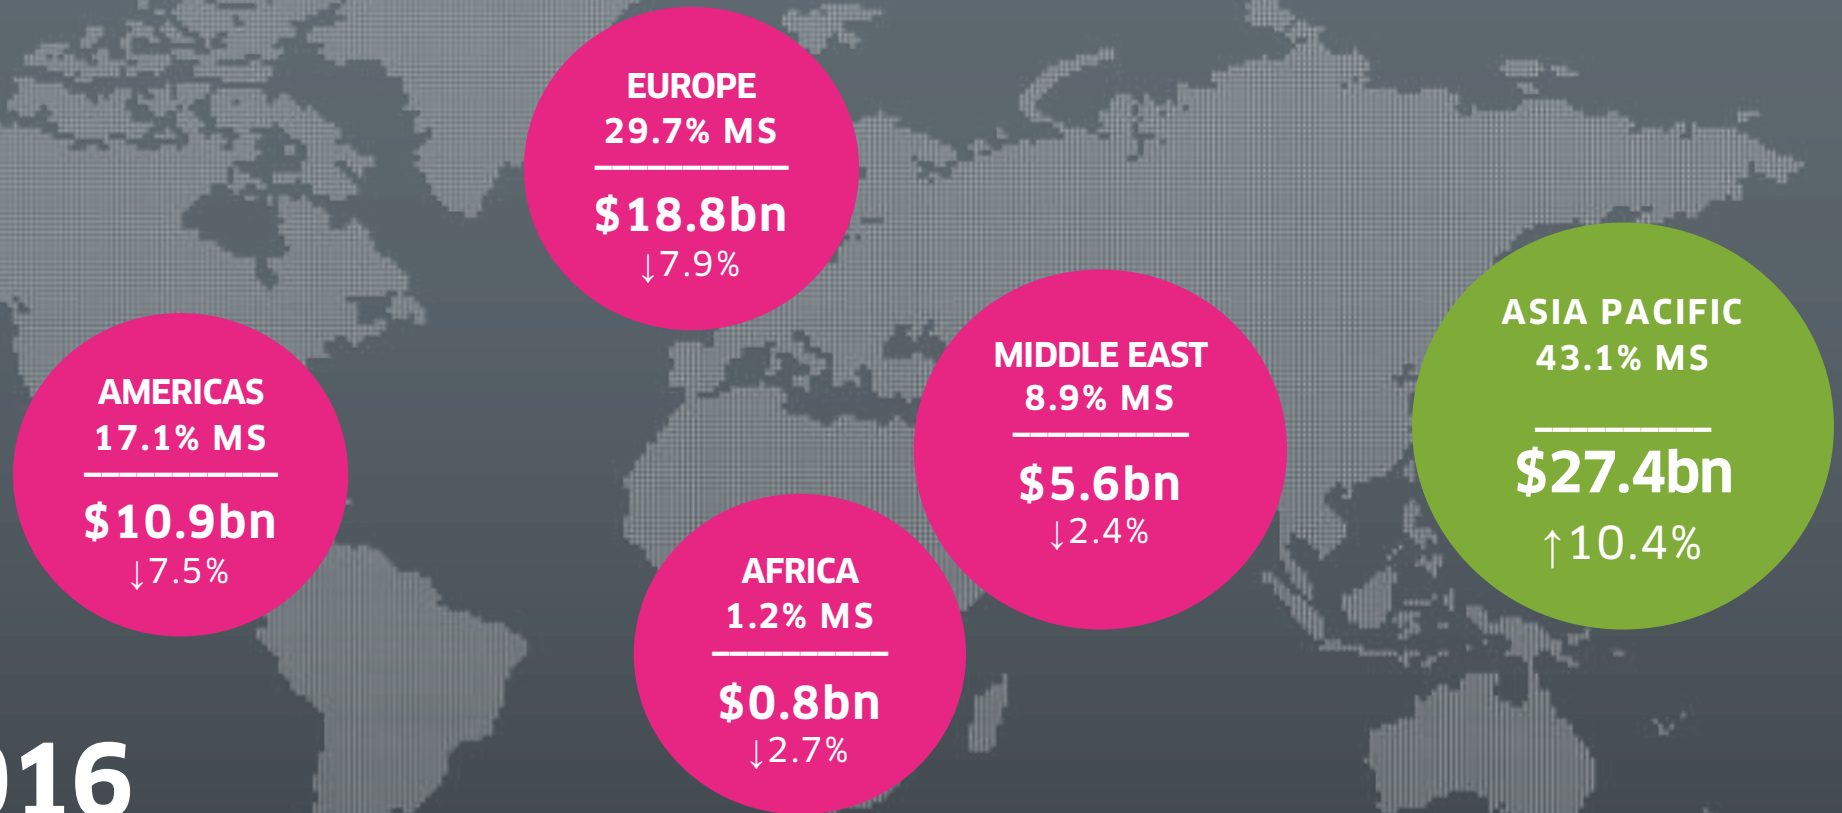 EUROPE
29.7% MS
$18.8bn
↓7.9%
AMERICAS
17.1% MS
$10.9bn
↓7.5%
MIDDLE EAST
8.9% MS
$5.6bn
↓2.4%
ASIA PACIFIC
43.1% MS
$27.4bn
↑10.4%
AFRICA
1.2% MS
$0.8bn
↓2.7%
016